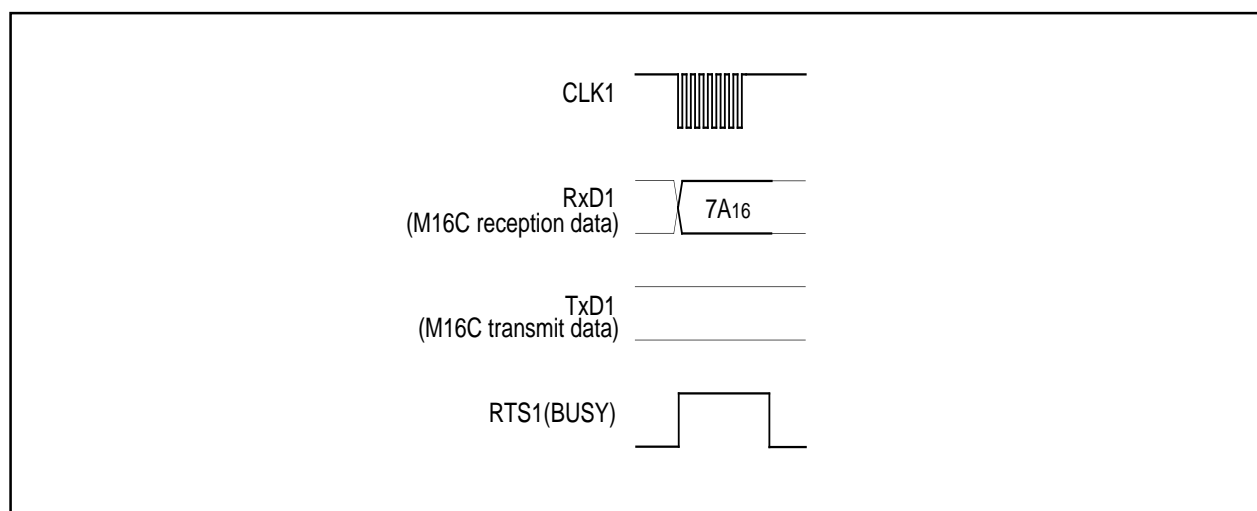 CLK1
RxD1
(M16C reception data)
7A16
TxD1
(M16C transmit data)
RTS1(BUSY)